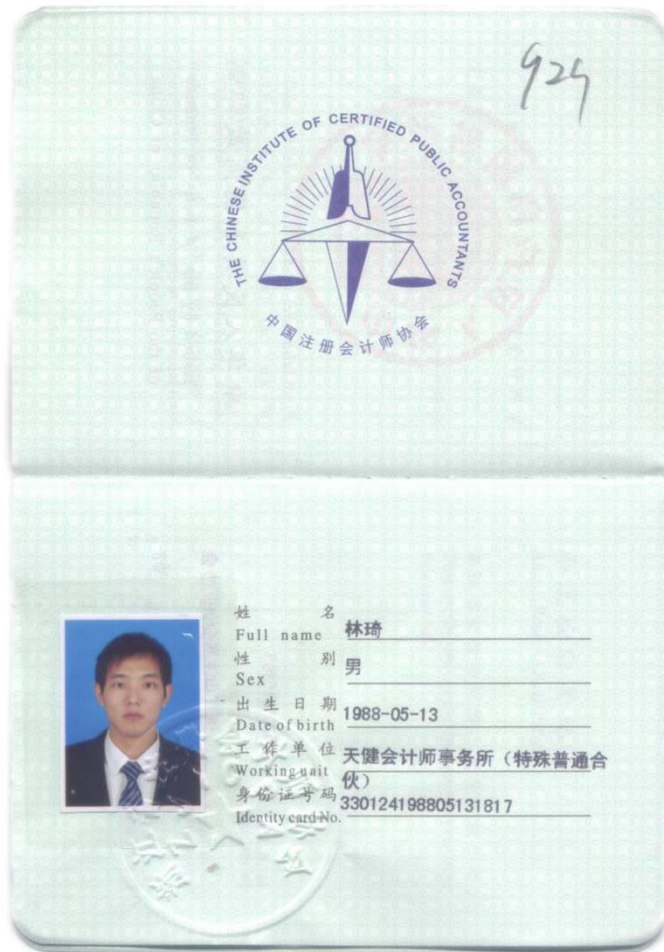 924
THE CHINESE INSTITUTE OF CERTIFIED PUBLIC ACCOUNTANTS
中国注册会计师协会
姓 名
Full name 林琦
性 别
Sex 男
出生日期
Date of birth 1988-05-13
工作单位
Working unit 天健会计师事务所（特殊普通合
伙）
身份证号码
Identity card No. 330124198805131817